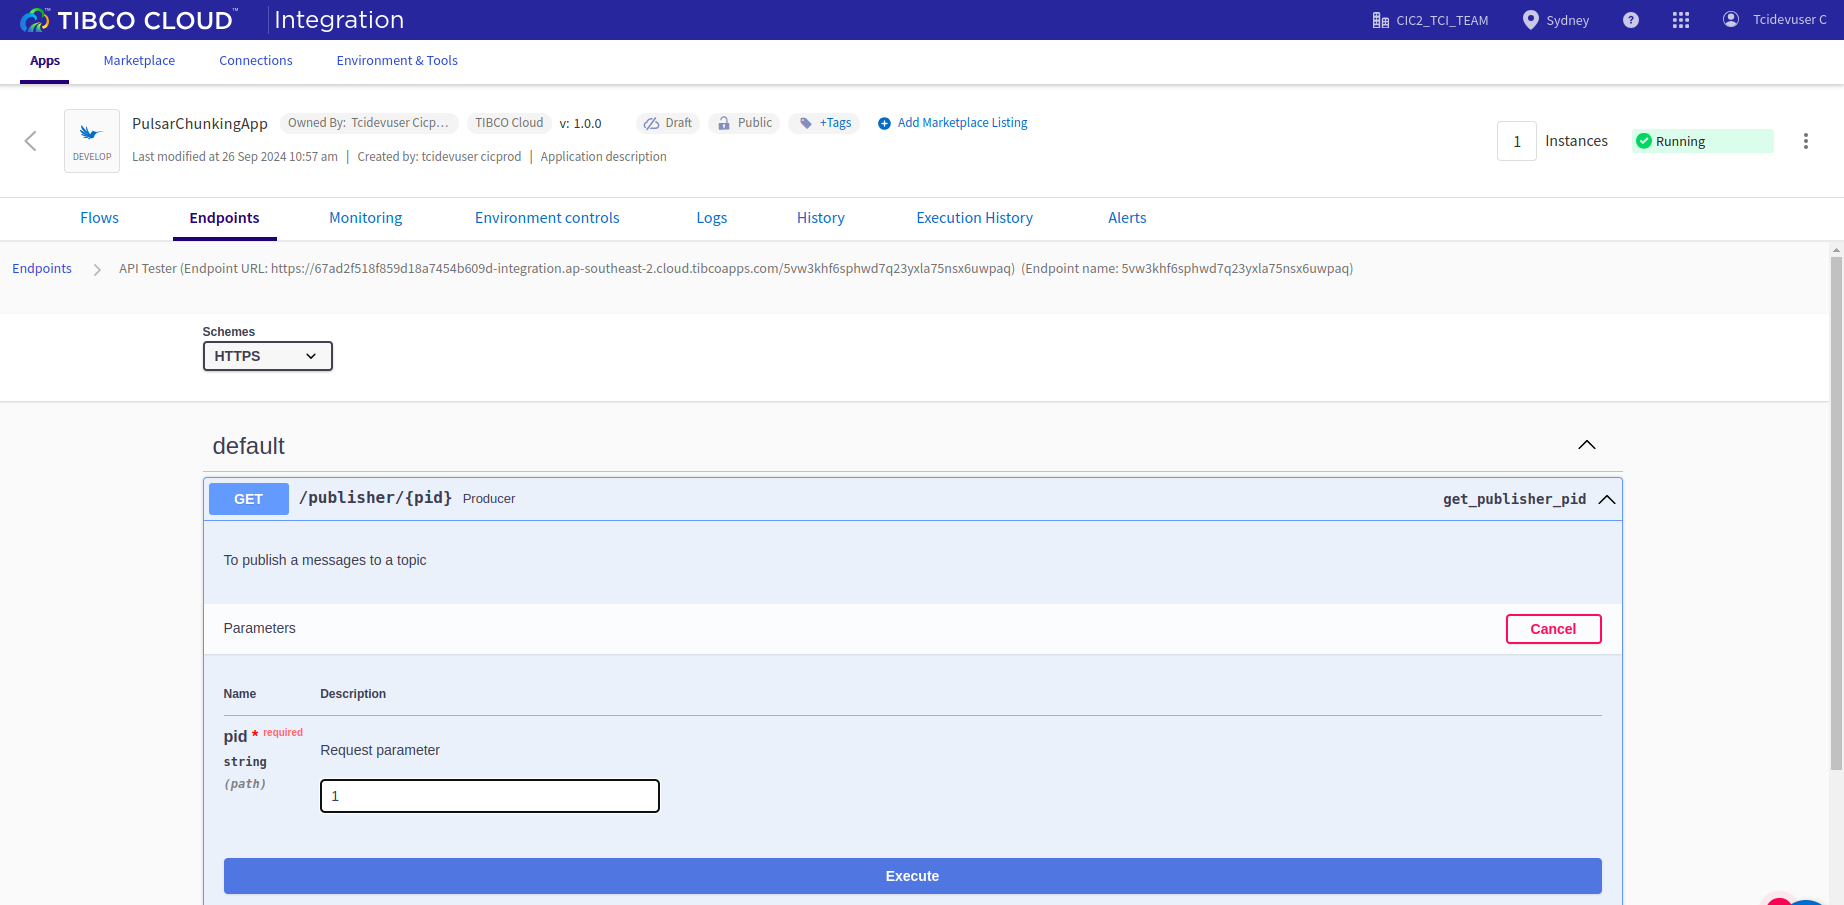 TIBCO CLOUD™ Integration CIC2_TCI_TEAM Sydney ? Tcidevuser C
Apps Marketplace Connections Environment & Tools
PulsarChunkingApp Owned By: Tcidevuser Cicp... TIBCO Cloud v: 1.0.0 Draft Public +Tags Add Marketplace Listing
DEVELOP
Last modified at 26 Sep 2024 10:57 am | Created by: tcidevuser cicprod | Application description
1 Instances Running
Flows Endpoints Monitoring Environment controls Logs History Execution History Alerts
Endpoints API Tester (Endpoint URL: https://67ad2f518f859d18a7454b609d-integration.ap-southeast-2.cloud.tibcoapps.com/5vw3khf6sphwd7q23yxla75nsx6uwpaq) (Endpoint name: 5vw3khf6sphwd7q23yxla75nsx6uwpaq)
Schemes
HTTPS
default
GET /publisher/{pid} Producer get_publisher_pid
To publish a messages to a topic
Parameters Cancel
Name Description
pid * required
string
(path)
Request parameter
1
Execute